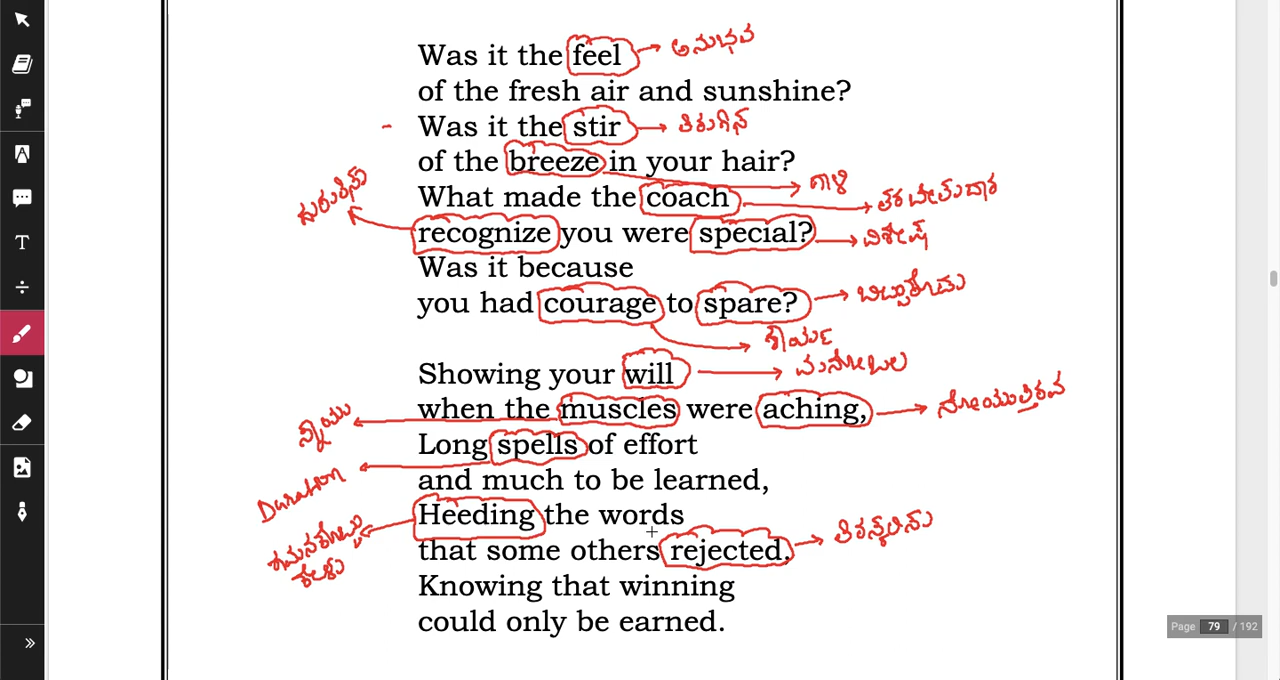 Was it the feel → ಅನುಭವ
of the fresh air and sunshine?
- Was it the stir → ತಿರುಗಿಸ್
of the breeze in your hair?
→ ಗಾಳಿ
What made the coach → ತರಬೇತುದಾರ
ಗುರುತಿಸು
recognize you were special? → ವಿಶೇಷ
Was it because
you had courage to spare? → ಬಿಟ್ಟುಕೊಡು
→ ಶೌರ್ಯ
Showing your will → ಮನೋಬಲ
ಸ್ನಾಯು
when the muscles were aching, → ನೋಯುತ್ತಿರುವ
Long spells of effort
Duration
and much to be learned,
Heeding the words
ಗಮನಕೊಟ್ಟು
ಕೇಳು
that some others rejected, → ತಿರಸ್ಕರಿಸು
Knowing that winning
could only be earned.
Page 79 / 192